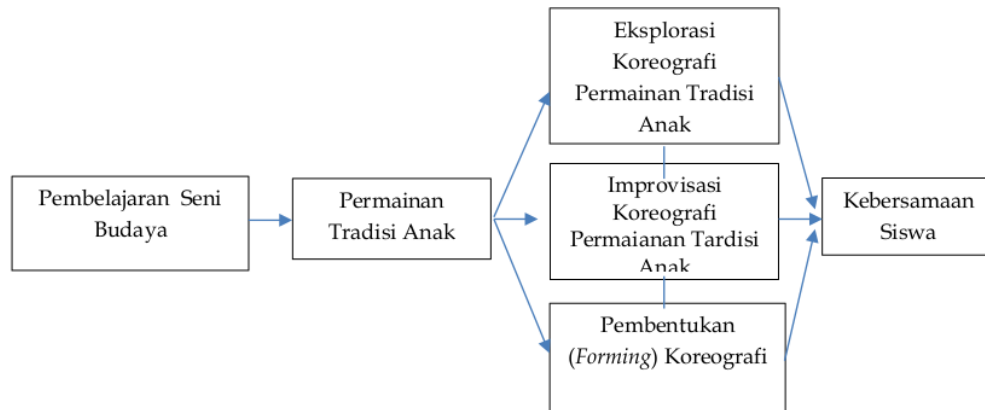 Pembelajaran Seni
Budaya
Permainan
Tradisi Anak
Eksplorasi
Koreografi
Permainan Tradisi
Anak
Improvisasi
Koreografi
Permaianan Tardisi
Anak
Pembentukan
(Forming) Koreografi
Kebersamaan
Siswa